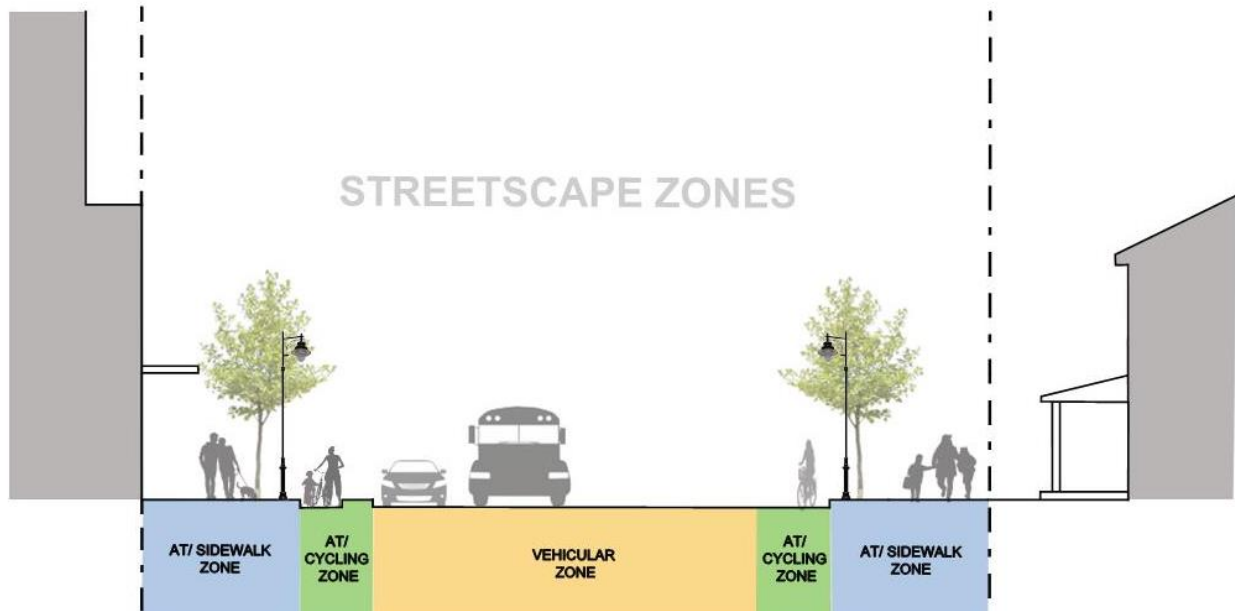 STREETSCAPE ZONES
AT/ SIDEWALK
ZONE
AT/
CYCLING
ZONE
VEHICULAR
ZONE
AT/
CYCLING
ZONE
AT/ SIDEWALK
ZONE